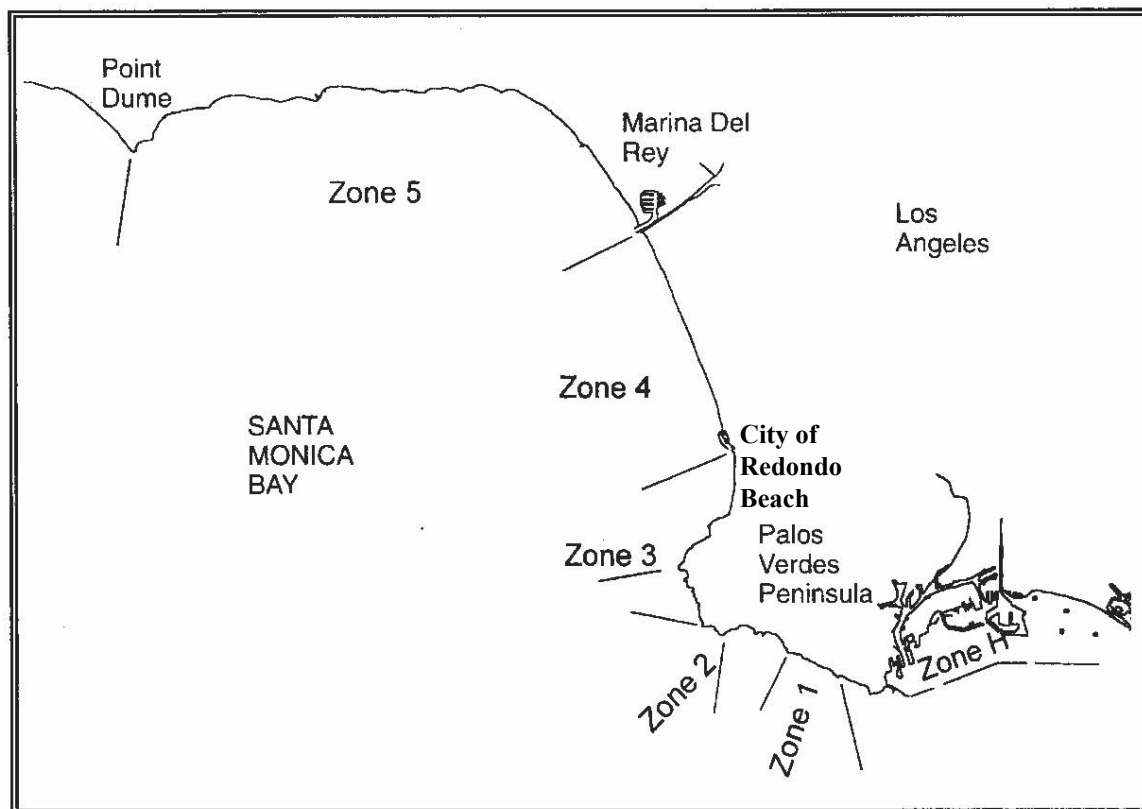 Point
Dume
Marina Del
Rey
Zone 5
Los
Angeles
Zone 4
SANTA
MONICA
BAY
City of
Redondo
Beach
Zone 3
Palos
Verdes
Peninsula
Zone H
Zone 2
Zone 1